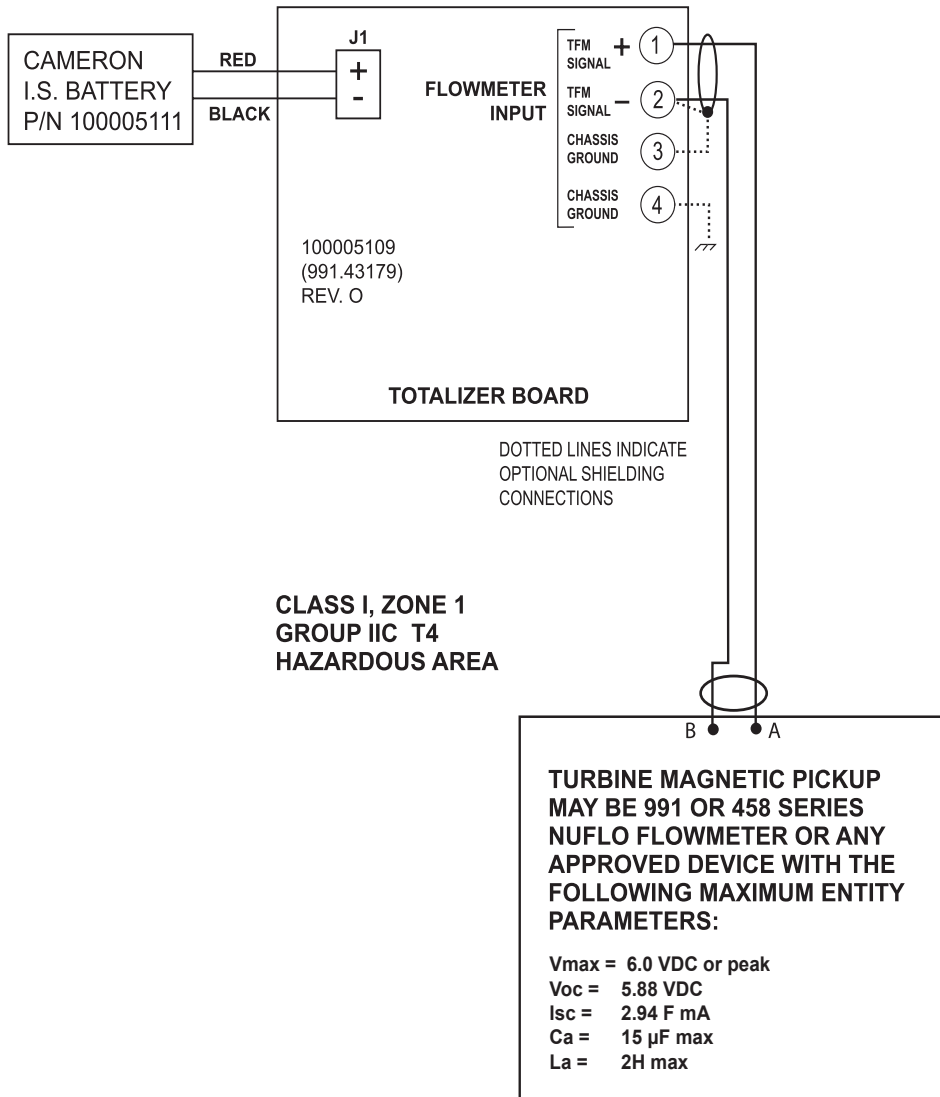 CAMERON
I.S. BATTERY
P/N 100005111
RED
BLACK
J1
+
-
FLOWMETER
INPUT
TFM
SIGNAL
+
1
TFM
SIGNAL
–
2
CHASSIS
GROUND
3
CHASSIS
GROUND
4
100005109
(991.43179)
REV. O
TOTALIZER BOARD
DOTTED LINES INDICATE
OPTIONAL SHIELDING
CONNECTIONS
CLASS I, ZONE 1
GROUP IIC T4
HAZARDOUS AREA
B
A
TURBINE MAGNETIC PICKUP
MAY BE 991 OR 458 SERIES
NUFLO FLOWMETER OR ANY
APPROVED DEVICE WITH THE
FOLLOWING MAXIMUM ENTITY
PARAMETERS:
Vmax = 6.0 VDC or peak
Voc = 5.88 VDC
Isc = 2.94 F mA
Ca = 15 µF max
La = 2H max